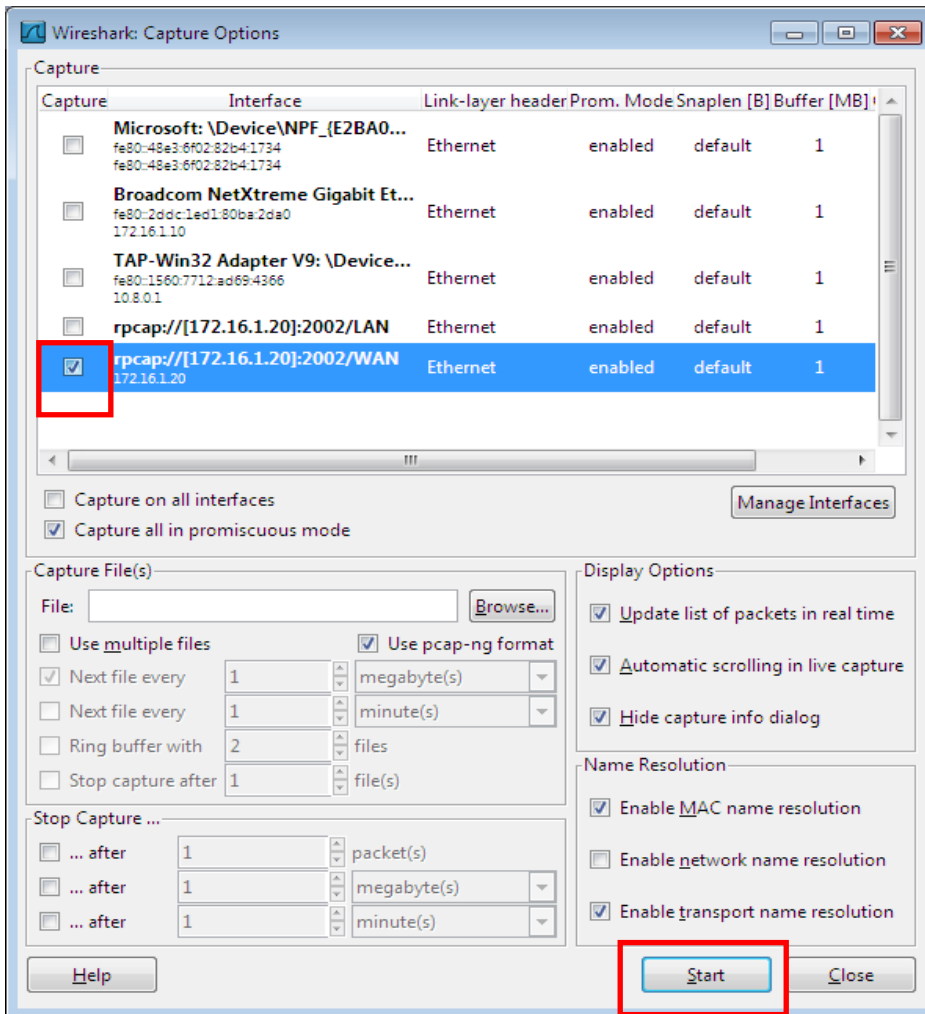 Wireshark: Capture Options
Capture
Capture Interface Link-layer header Prom. Mode Snaplen [B] Buffer [MB]
Microsoft: \Device\NPF_{E2BA0...
fe80::48e3:6f02:82b4:1734
fe80::48e3:6f02:82b4:1734
Ethernet enabled default 1
Broadcom NetXtreme Gigabit Et...
fe80::2ddc:1ed1:80ba:2da0
172.16.1.10
Ethernet enabled default 1
TAP-Win32 Adapter V9: \Device...
fe80::1560:7712:ad69:4366
10.8.0.1
Ethernet enabled default 1
rpcap://[172.16.1.20]:2002/LAN Ethernet enabled default 1
rpcap://[172.16.1.20]:2002/WAN
172.16.1.20
Ethernet enabled default 1
Capture on all interfaces
Manage Interfaces
Capture all in promiscuous mode
Capture File(s)
File: Browse...
Use multiple files Use pcap-ng format
Next file every 1 megabyte(s)
Next file every 1 minute(s)
Ring buffer with 2 files
Stop capture after 1 file(s)
Stop Capture ...
... after 1 packet(s)
... after 1 megabyte(s)
... after 1 minute(s)
Display Options
Update list of packets in real time
Automatic scrolling in live capture
Hide capture info dialog
Name Resolution
Enable MAC name resolution
Enable network name resolution
Enable transport name resolution
Help Start Close